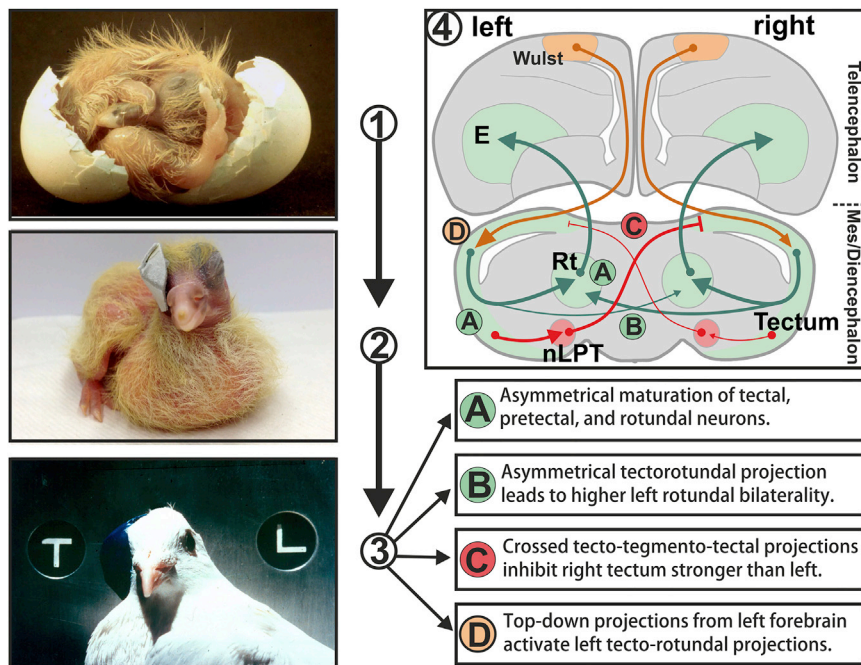 1
2
3
T
L
4
left
right
Wulst
E
Telencephalon
D
C
Mes/Diencephalon
Rt
A
A
B
Tectum
nLPT
A
Asymmetrical maturation of tectal,
pretectal, and rotundal neurons.
B
Asymmetrical tectorotundal projection
leads to higher left rotundal bilaterality.
C
Crossed tecto-tegmento-tectal projections
inhibit right tectum stronger than left.
D
Top-down projections from left forebrain
activate left tecto-rotundal projections.